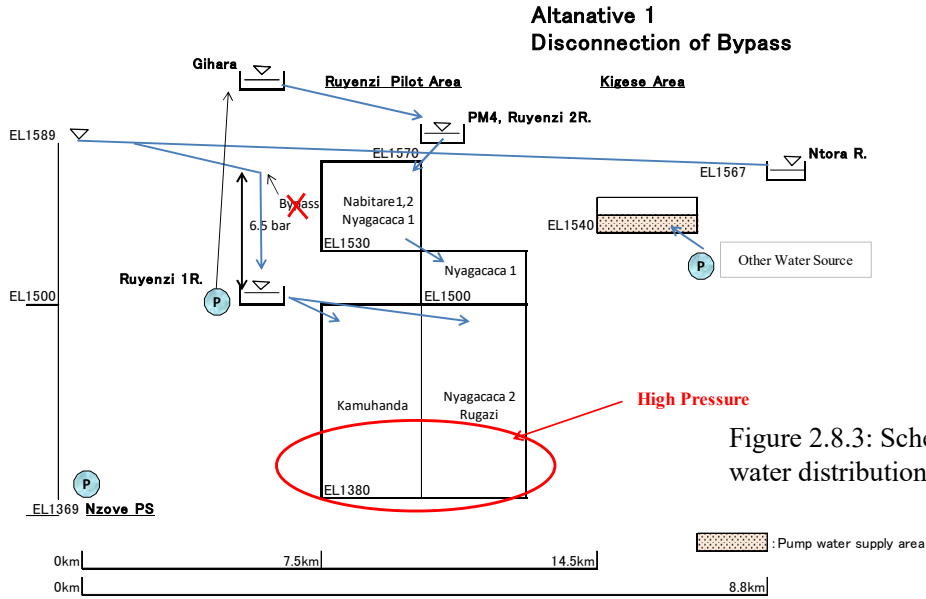 Altanative 1
Disconnection of Bypass
Gihara
Ruyenzi Pilot Area
Kigese Area
PM4, Ruyenzi 2R.
EL1589
EL1570
Ntora R.
EL1567
Bypass
Nabitare1,2
Nyagacaca 1
6.5 bar
EL1540
EL1530
Other Water Source
P
Nyagacaca 1
Ruyenzi 1R.
P
EL1500
EL1500
High Pressure
Kamuhanda
Nyagacaca 2
Rugazi
Figure 2.8.3: Sche
water distribution
P
EL1380
EL1369 Nzove PS
: Pump water supply area
0km
7.5km
14.5km
0km
8.8km